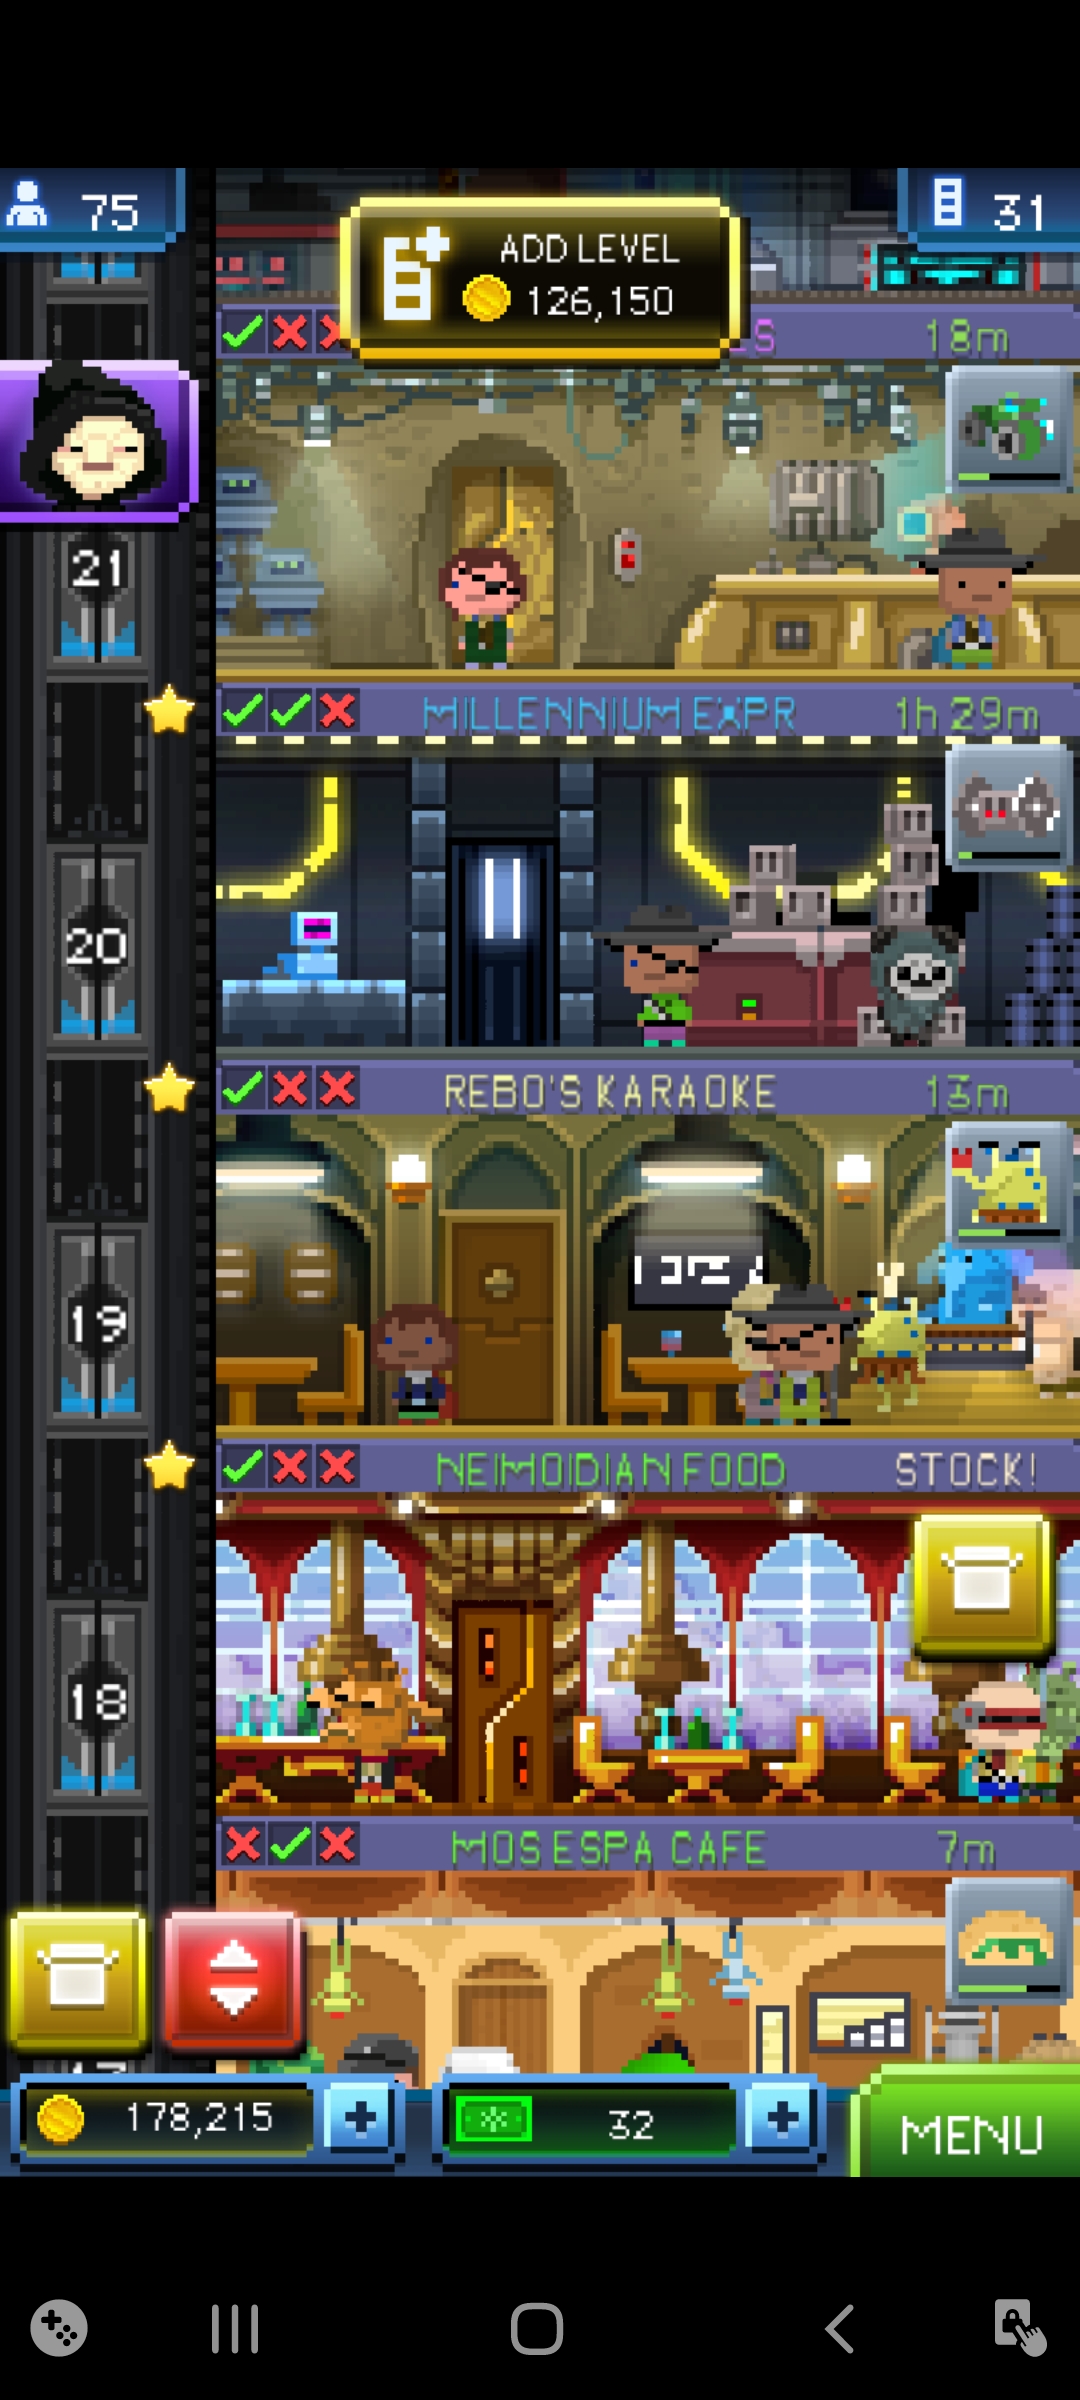 75
31
ADD LEVEL
126,150
18m
21
MILLENNIUM EXPR
1h 29m
20
REBO'S KARAOKE
13m
19
NEIMOIDIAN FOOD
STOCK!
18
MOS ESPA CAFE
7m
178,215
32
MENU